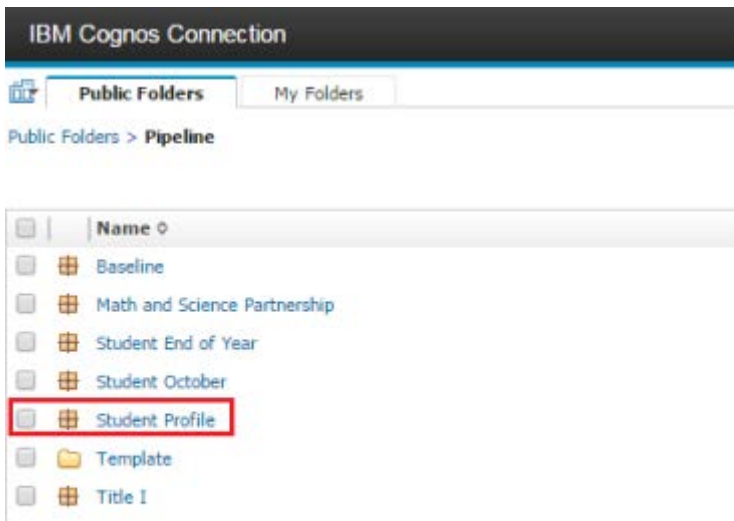 IBM Cognos Connection
Public Folders My Folders
Public Folders > Pipeline
Name
Baseline
Math and Science Partnership
Student End of Year
Student October
Student Profile
Template
Title I